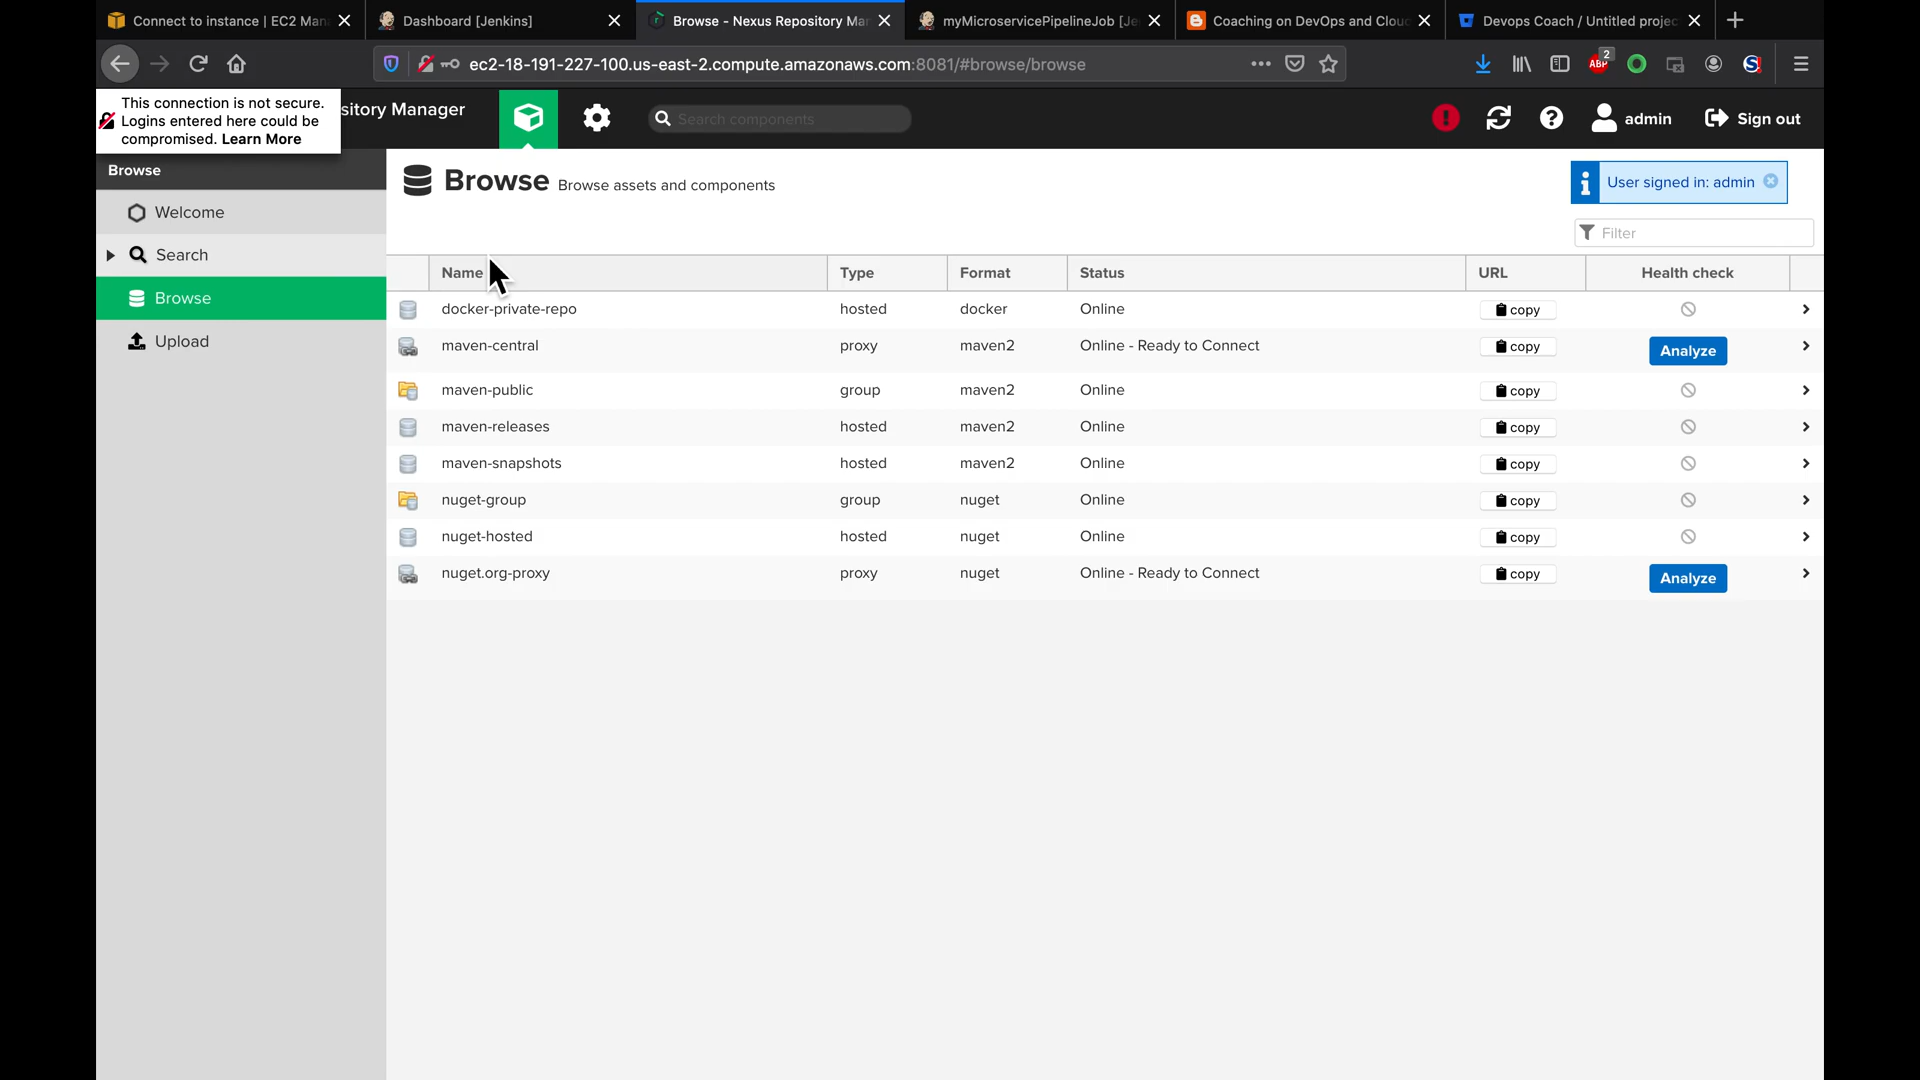 Connect to instance | EC2 Man
Dashboard [Jenkins]
Browse - Nexus Repository Man
myMicroservicePipelineJob [Je
Coaching on DevOps and Clou
Devops Coach / Untitled projec
ec2-18-191-227-100.us-east-2.compute.amazonaws.com:8081/#browse/browse
ABP
2
This connection is not secure.
Logins entered here could be
compromised. Learn More
sitory Manager
Search components
admin
Sign out
Browse
Welcome
Search
Browse
Upload
Browse Browse assets and components
User signed in: admin
Filter
Name Type Format Status URL Health check
docker-private-repo hosted docker Online copy
maven-central proxy maven2 Online - Ready to Connect copy Analyze
maven-public group maven2 Online copy
maven-releases hosted maven2 Online copy
maven-snapshots hosted maven2 Online copy
nuget-group group nuget Online copy
nuget-hosted hosted nuget Online copy
nuget.org-proxy proxy nuget Online - Ready to Connect copy Analyze